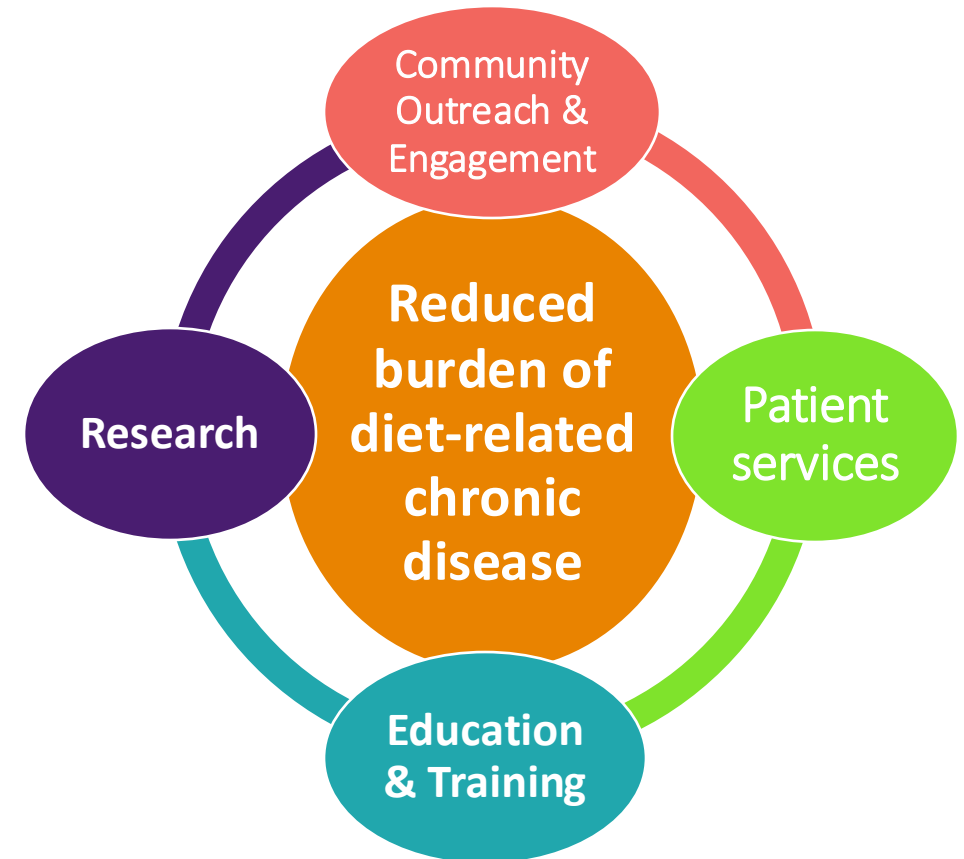 Community
Outreach &
Engagement
Reduced
burden of
diet-related
chronic
disease
Research
Patient
services
Education
& Training